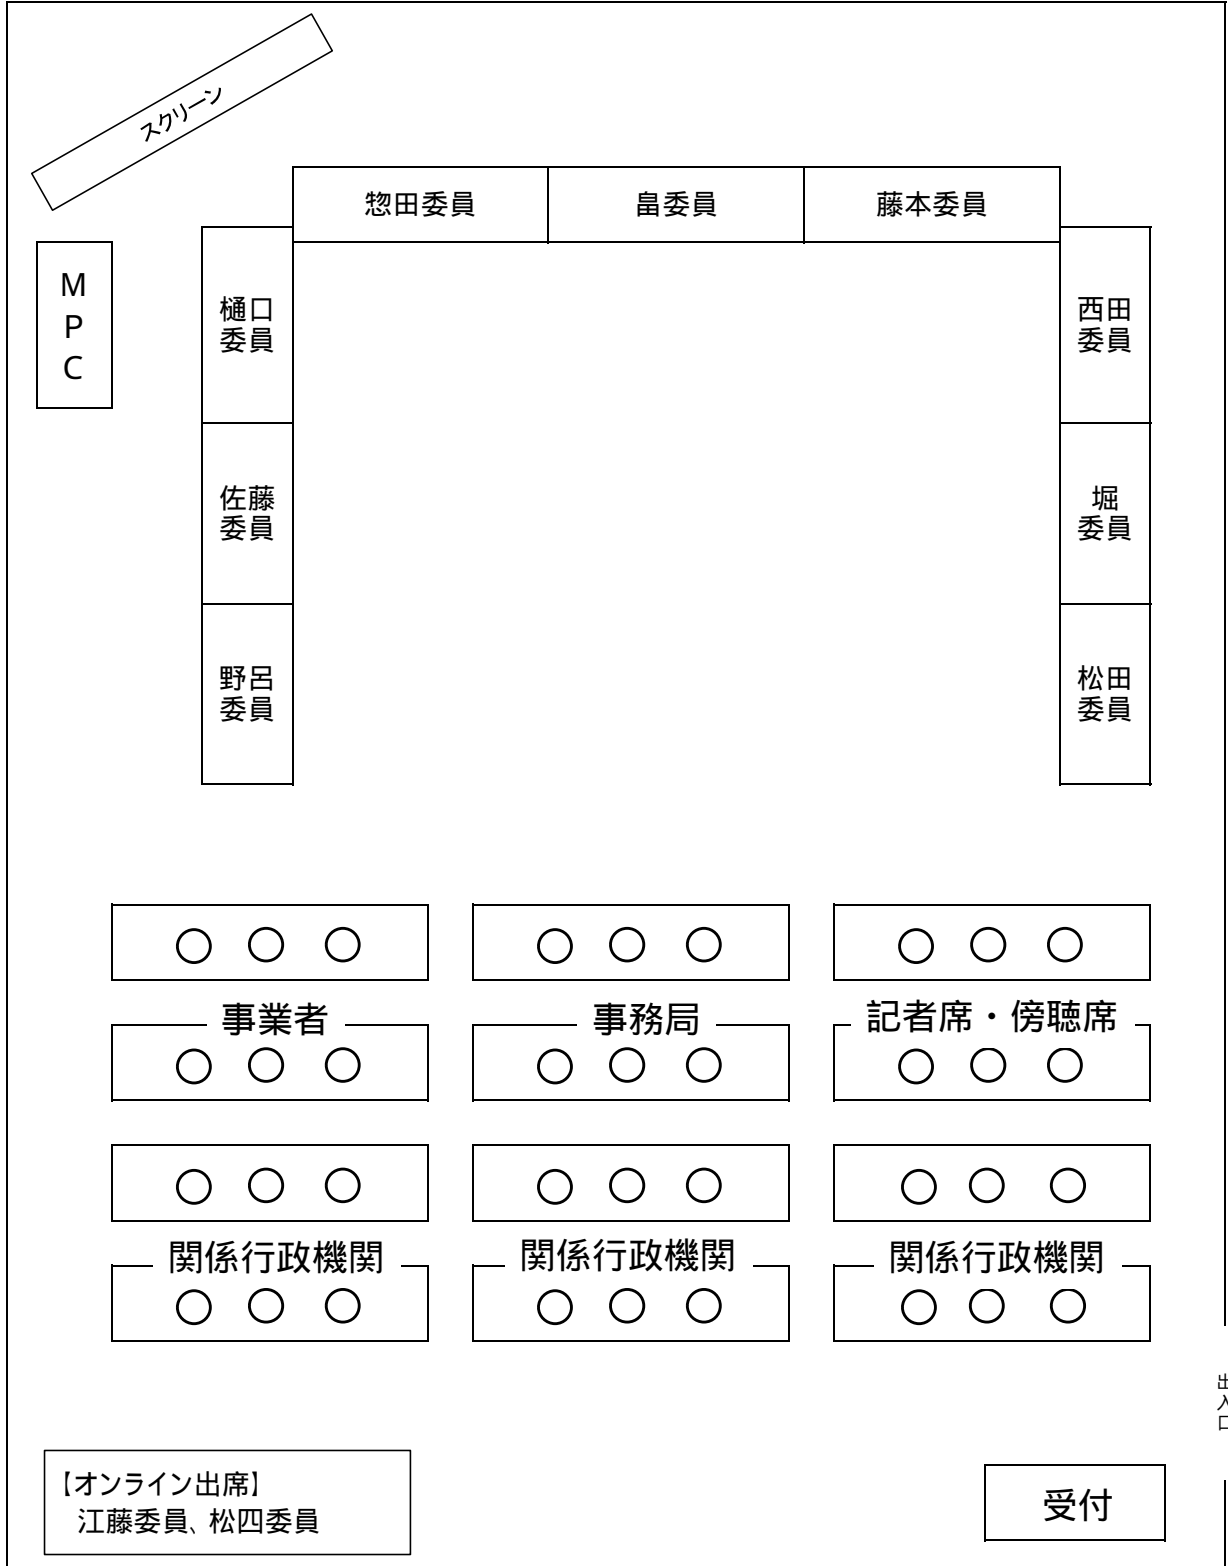 スクリーン
惣田委員
畠委員
藤本委員
M
P
C
樋口
委員
西田
委員
佐藤
委員
堀
委員
野呂
委員
松田
委員
事業者
事務局
記者席・傍聴席
関係行政機関
関係行政機関
関係行政機関
出
入
口
【オンライン出席】
江藤委員、松四委員
受付